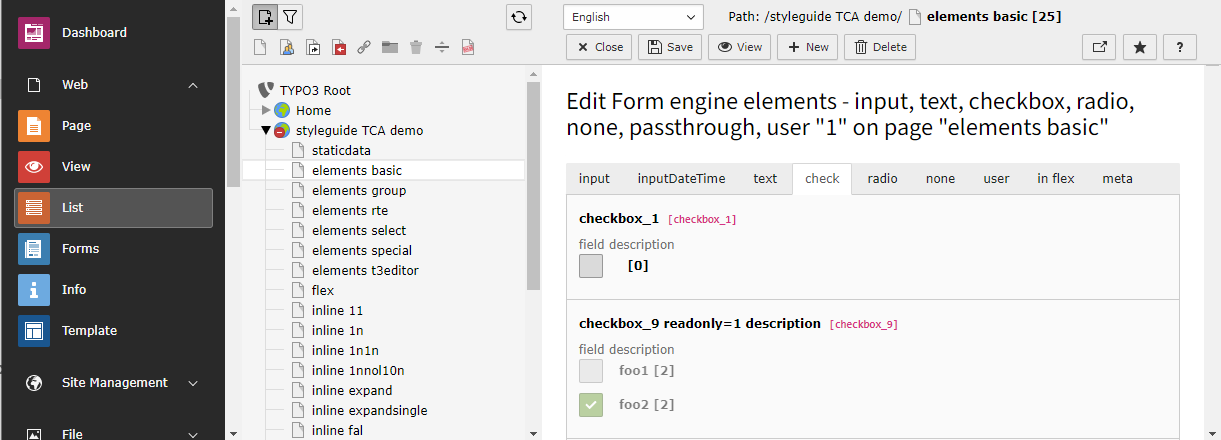 Dashboard
Web
Page
View
List
Forms
Info
Template
Site Management
File
TYPO3 Root
Home
styleguide TCA demo
staticdata
elements basic
elements group
elements rte
elements select
elements special
elements t3editor
flex
inline 11
inline 1n
inline 1n1n
inline 1nnol10n
inline expand
inline expandsingle
inline fal
English
Path: /styleguide TCA demo/ elements basic [25]
Close Save View New Delete ?
Edit Form engine elements - input, text, checkbox, radio,
none, passthrough, user "1" on page "elements basic"
input inputDateTime text check radio none user in flex meta
checkbox_1 [checkbox_1]
field description
[0]
checkbox_9 readonly=1 description [checkbox_9]
field description
foo1 [2]
foo2 [2]